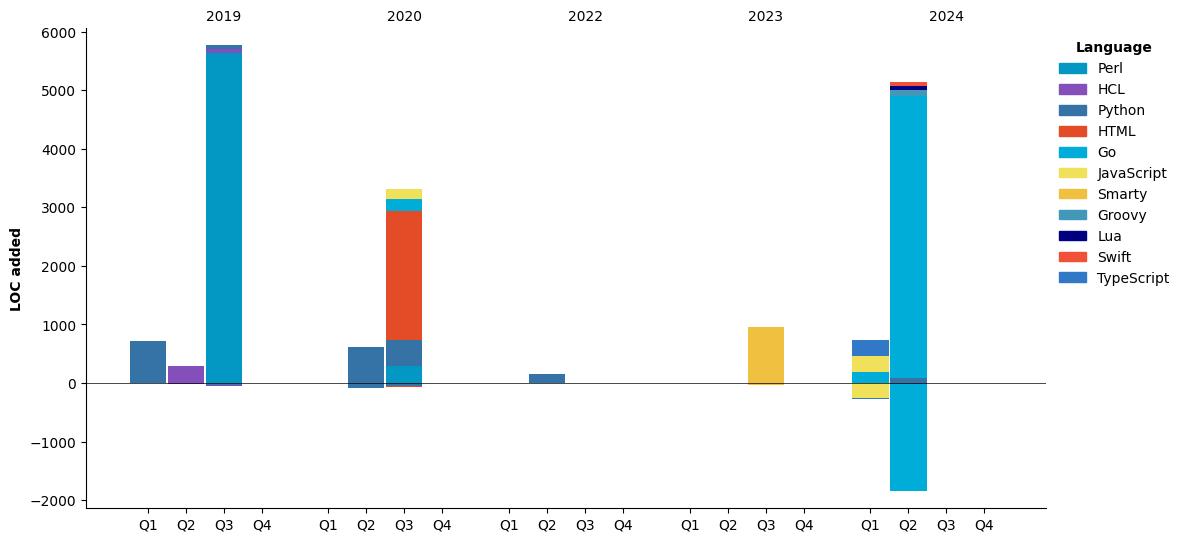 2019 2020 2022 2023 2024
6000
5000
4000
3000
2000
1000
0
−1000
−2000
LOC added
Q1 Q2 Q3 Q4 Q1 Q2 Q3 Q4 Q1 Q2 Q3 Q4 Q1 Q2 Q3 Q4 Q1 Q2 Q3 Q4
Language
Perl
HCL
Python
HTML
Go
JavaScript
Smarty
Groovy
Lua
Swift
TypeScript